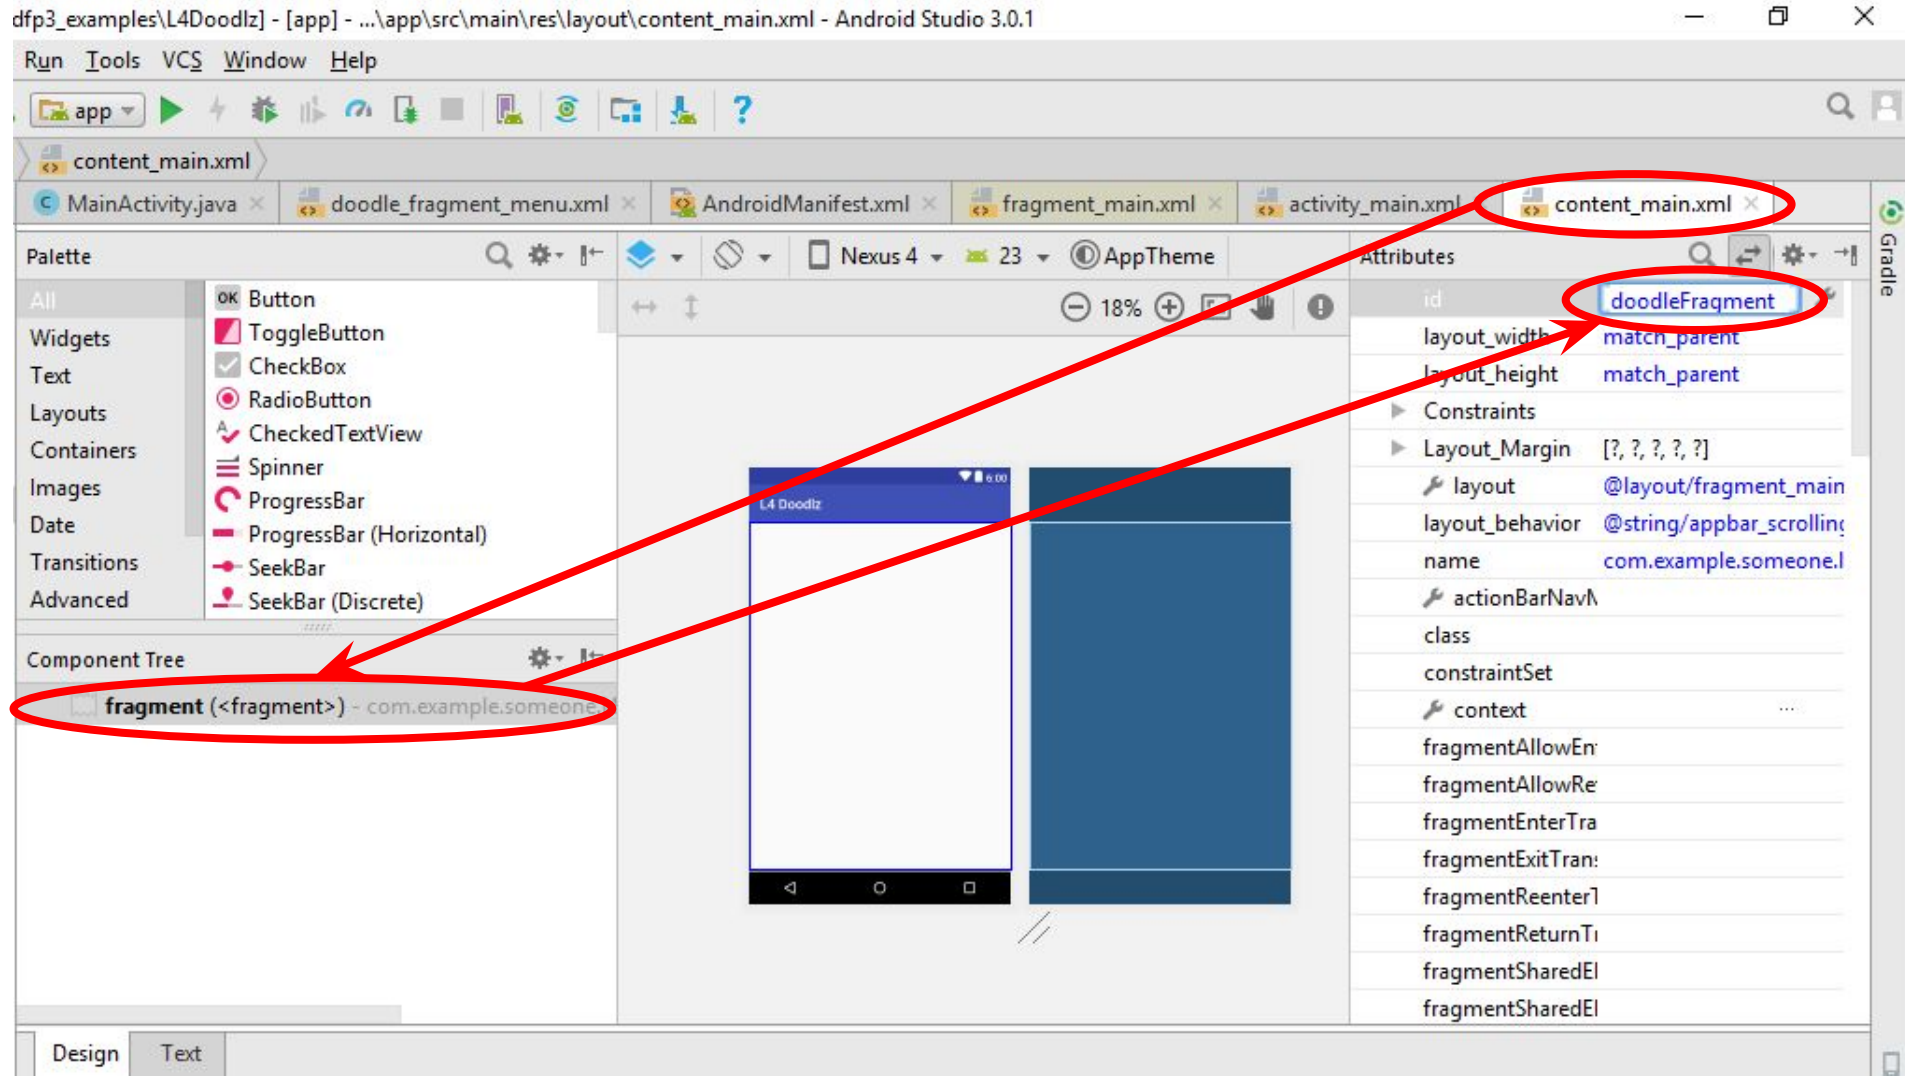 dfp3_examples\L4Doodlz] - [app] - ...\app\src\main\res\layout\content_main.xml - Android Studio 3.0.1
Run Tools VCS Window Help
app
?
content_main.xml
C MainActivity.java doodle_fragment_menu.xml AndroidManifest.xml fragment_main.xml activity_main.xml content_main.xml
Palette
Nexus 4 23 AppTheme
Attributes
Gradle
All
Widgets
Text
Layouts
Containers
Images
Date
Transitions
Advanced
OK Button
ToggleButton
CheckBox
RadioButton
CheckedTextView
Spinner
ProgressBar
ProgressBar (Horizontal)
SeekBar
SeekBar (Discrete)
18%
6:00
L4 Doodlz
id doodleFragment
layout_width match_parent
layout_height match_parent
Constraints
Layout_Margin [?, ?, ?, ?, ?]
layout @layout/fragment_main
layout_behavior @string/appbar_scrolling
name com.example.someone.l
actionBarNavM
class
constraintSet
context ...
fragmentAllowEn
fragmentAllowRe
fragmentEnterTra
fragmentExitTran
fragmentReenterT
fragmentReturnTr
fragmentSharedEl
fragmentSharedEl
Component Tree
fragment (<fragment>) - com.example.someone.
Design Text